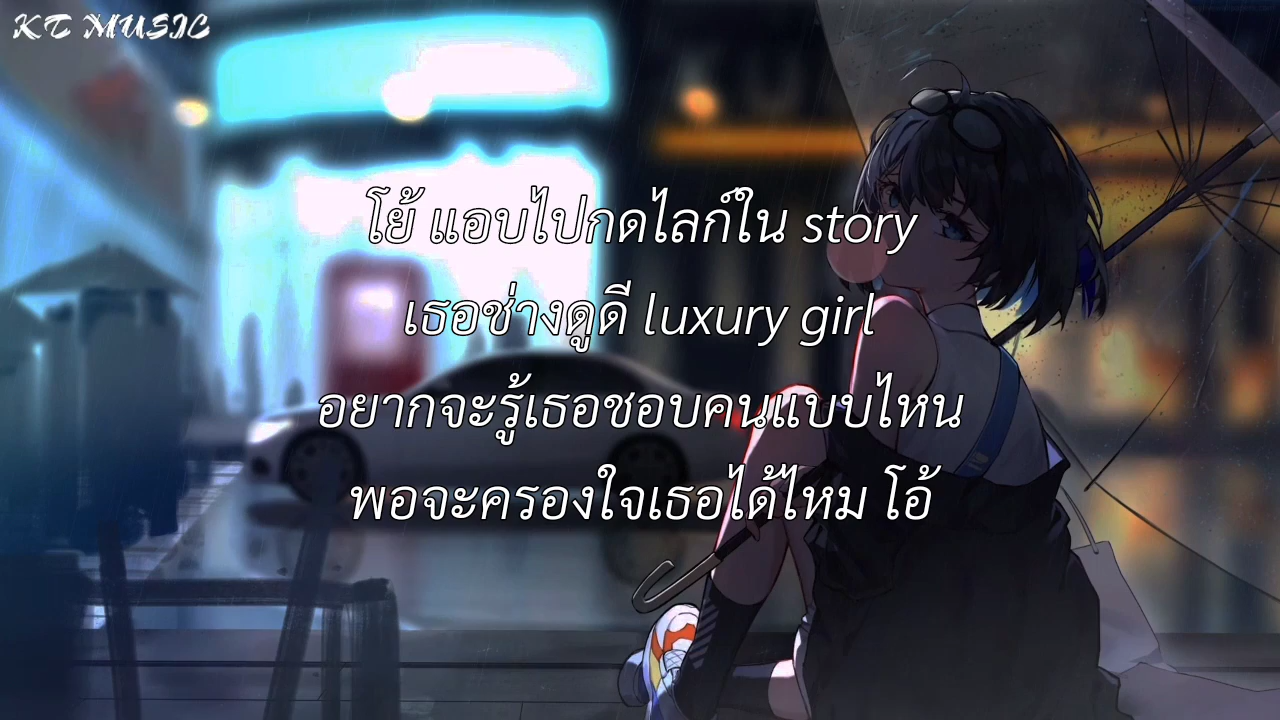 KT MUSIC
โย้ แอบไปกดไลก์ใน story
เธอช่างดูดี luxury girl
อยากจะรู้เธอชอบคนแบบไหน
พอจะครองใจเธอได้ไหม โอ้